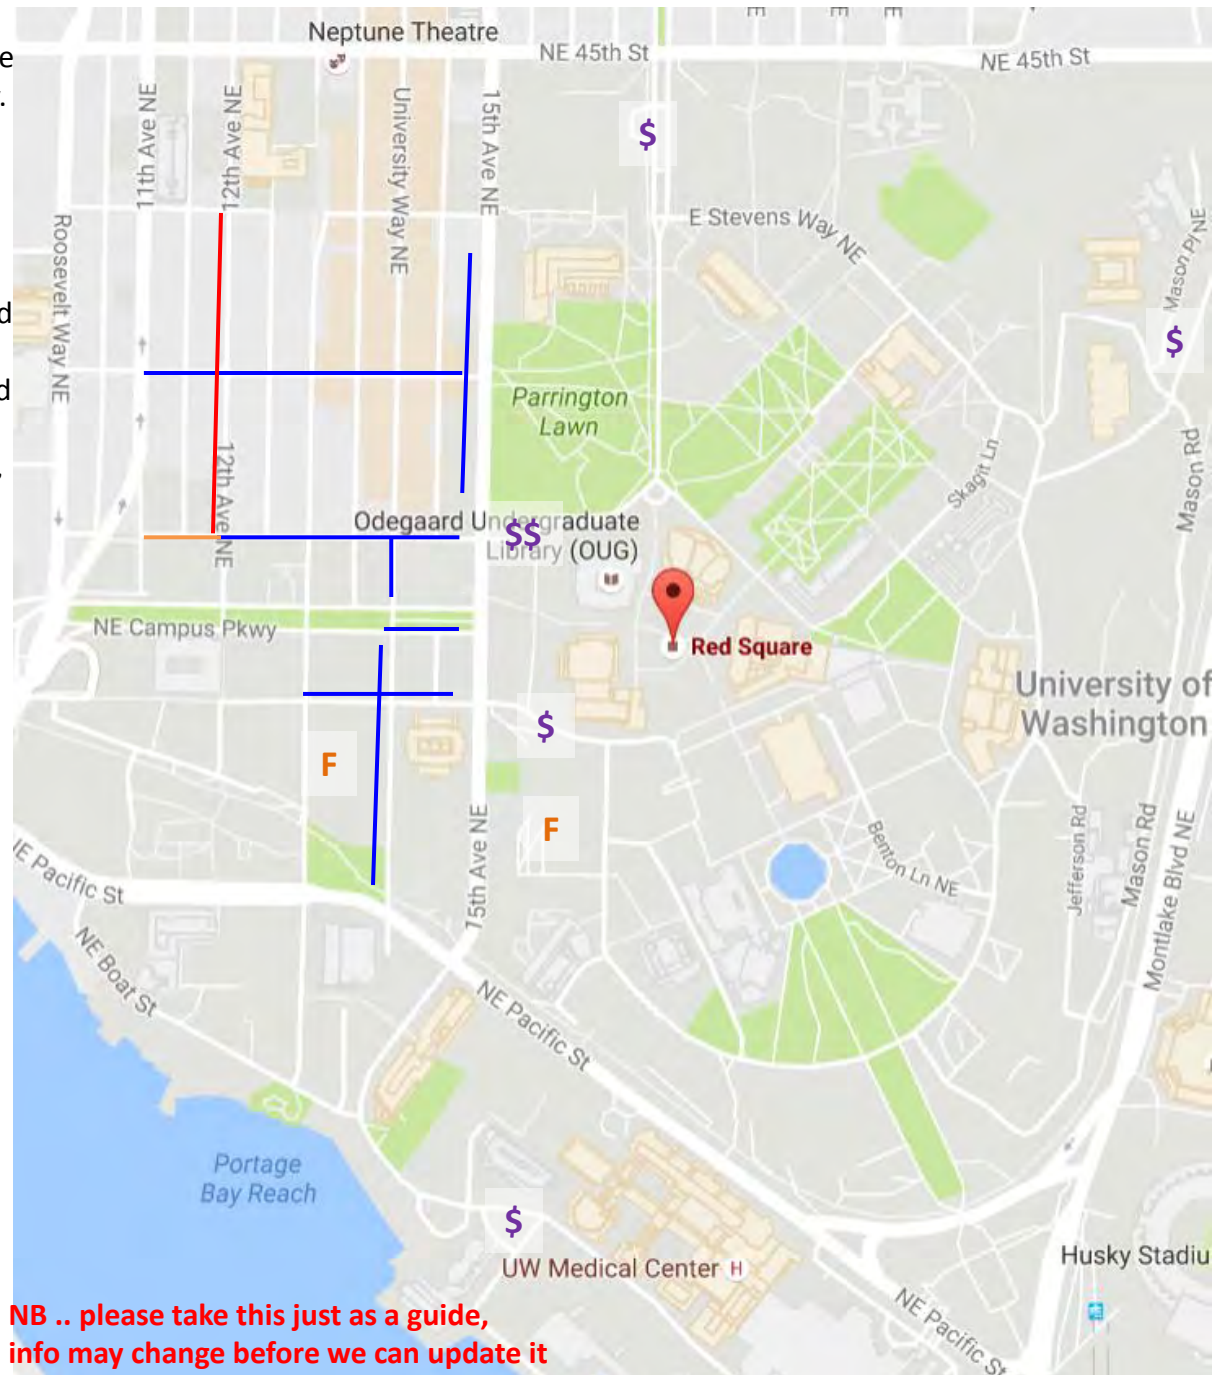 Neptune Theatre
NE 45th St
NE 45th St
e
.
11th Ave NE
12th Ave NE
University Way NE
15th Ave NE
$
E Stevens Way NE
Mason Pl NE
Roosevelt Way NE
d
$
d
Parrington
Lawn
12th Ave NE
Skagit Ln
Mason Rd
Odegaard Undergraduate
Library (OUG)
$$
NE Campus Pkwy
Red Square
University of
Washington
$
F
F
15th Ave NE
Benton Ln NE
Jefferson Rd
Mason Rd
Montlake Blvd NE
NE Pacific St
NE Boat St
NE Pacific St
Portage
Bay Reach
$
UW Medical Center H
Husky Stadiu
NE Pacific St
NB .. please take this just as a guide,
info may change before we can update it